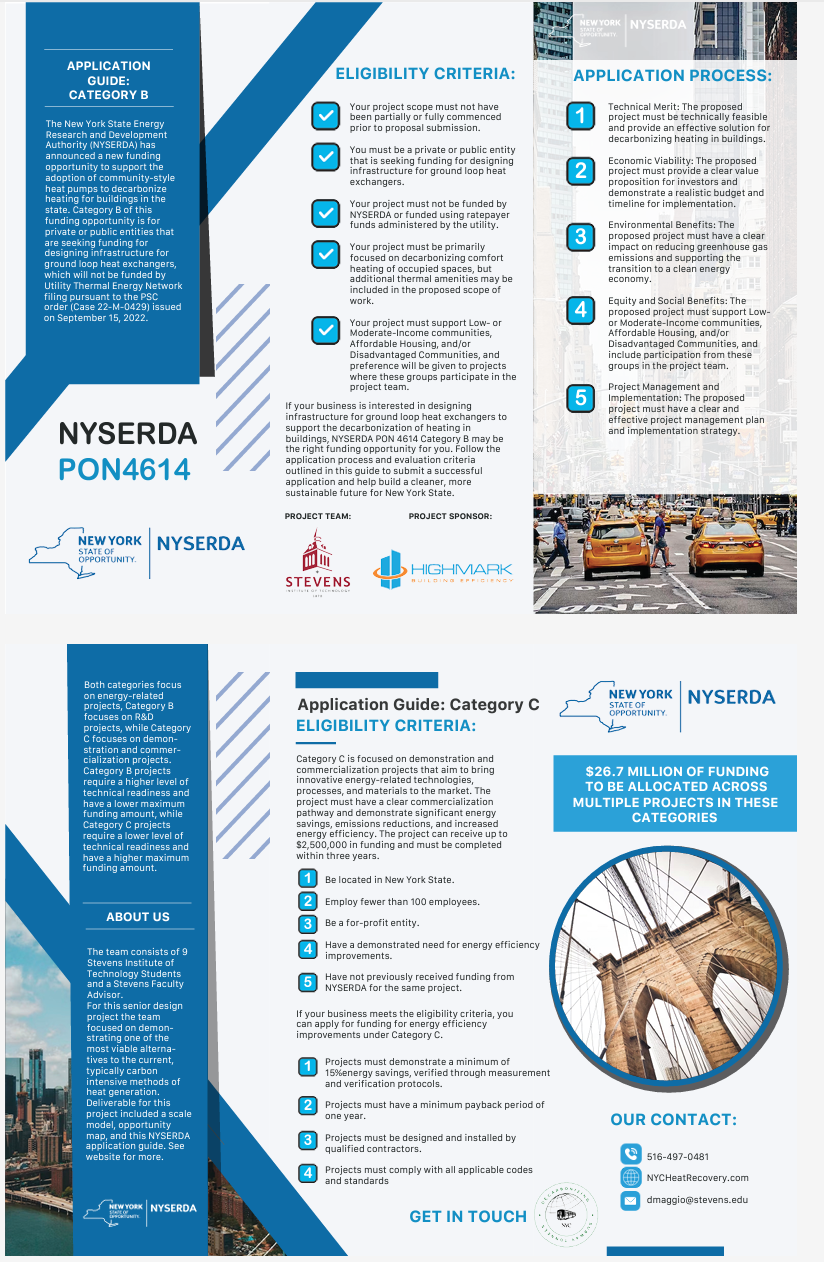 APPLICATION
GUIDE:
CATEGORY B
The New York State Energy
Research and Development
Authority (NYSERDA) has
announced a new funding
opportunity to support the
adoption of community-style
heat pumps to decarbonize
heating for buildings in the
state. Category B of this
funding opportunity is for
private or public entities that
are seeking funding for
designing infrastructure for
ground loop heat exchangers,
which will not be funded by
Utility Thermal Energy Network
filing pursuant to the PSC
order (Case 22-M-0429) issued
on September 15, 2022.
NYSERDA
PON4614
NEW YORK
STATE OF
OPPORTUNITY.
NYSERDA
ELIGIBILITY CRITERIA:
Your project scope must not have
been partially or fully commenced
prior to proposal submission.
You must be a private or public entity
that is seeking funding for designing
infrastructure for ground loop heat
exchangers.
Your project must not be funded by
NYSERDA or funded using ratepayer
funds administered by the utility.
Your project must be primarily
focused on decarbonizing comfort
heating of occupied spaces, but
additional thermal amenities may be
included in the proposed scope of
work.
Your project must support Low- or
Moderate-Income communities,
Affordable Housing, and/or
Disadvantaged Communities, and
preference will be given to projects
where these groups participate in the
project team.
If your business is interested in designing
infrastructure for ground loop heat exchangers to
support the decarbonization of heating in
buildings, NYSERDA PON 4614 Category B may be
the right funding opportunity for you. Follow the
application process and evaluation criteria
outlined in this guide to submit a successful
application and help build a cleaner, more
sustainable future for New York State.
PROJECT TEAM:
PROJECT SPONSOR:
STEVENS
INSTITUTE OF TECHNOLOGY
1870
HIGHMARK
BUILDING EFFICIENCY
NEW YORK
STATE OF
OPPORTUNITY.
NYSERDA
APPLICATION PROCESS:
1
Technical Merit: The proposed
project must be technically feasible
and provide an effective solution for
decarbonizing heating in buildings.
2
Economic Viability: The proposed
project must provide a clear value
proposition for investors and
demonstrate a realistic budget and
timeline for implementation.
3
Environmental Benefits: The
proposed project must have a clear
impact on reducing greenhouse gas
emissions and supporting the
transition to a clean energy
economy.
4
Equity and Social Benefits: The
proposed project must support Low-
or Moderate-Income communities,
Affordable Housing, and/or
Disadvantaged Communities, and
include participation from these
groups in the project team.
5
Project Management and
Implementation: The proposed
project must have a clear and
effective project management plan
and implementation strategy.
ONLY
Both categories focus
on energy-related
projects, Category B
focuses on R&D
projects, while Category
C focuses on demon-
stration and commer-
cialization projects.
Category B projects
require a higher level of
technical readiness and
have a lower maximum
funding amount, while
Category C projects
require a lower level of
technical readiness and
have a higher maximum
funding amount.
ABOUT US
The team consists of 9
Stevens Institute of
Technology Students
and a Stevens Faculty
Advisor.
For this senior design
project the team
focused on demon-
strating one of the
most viable alterna-
tives to the current,
typically carbon
intensive methods of
heat generation.
Deliverable for this
project included a scale
model, opportunity
map, and this NYSERDA
application guide. See
website for more.
NEW YORK
STATE OF
OPPORTUNITY.
NYSERDA
Application Guide: Category C
ELIGIBILITY CRITERIA:
Category C is focused on demonstration and
commercialization projects that aim to bring
innovative energy-related technologies,
processes, and materials to the market. The
project must have a clear commercialization
pathway and demonstrate significant energy
savings, emissions reductions, and increased
energy efficiency. The project can receive up to
$2,500,000 in funding and must be completed
within three years.
1 Be located in New York State.
2 Employ fewer than 100 employees.
3 Be a for-profit entity.
4 Have a demonstrated need for energy efficiency
improvements.
5 Have not previously received funding from
NYSERDA for the same project.
If your business meets the eligibility criteria, you
can apply for funding for energy efficiency
improvements under Category C.
1 Projects must demonstrate a minimum of
15%energy savings, verified through measurement
and verification protocols.
2 Projects must have a minimum payback period of
one year.
3 Projects must be designed and installed by
qualified contractors.
4 Projects must comply with all applicable codes
and standards
GET IN TOUCH
NEW YORK
STATE OF
OPPORTUNITY.
NYSERDA
$26.7 MILLION OF FUNDING
TO BE ALLOCATED ACROSS
MULTIPLE PROJECTS IN THESE
CATEGORIES
OUR CONTACT:
516-497-0481
NYCHeatRecovery.com
dmaggio@stevens.edu